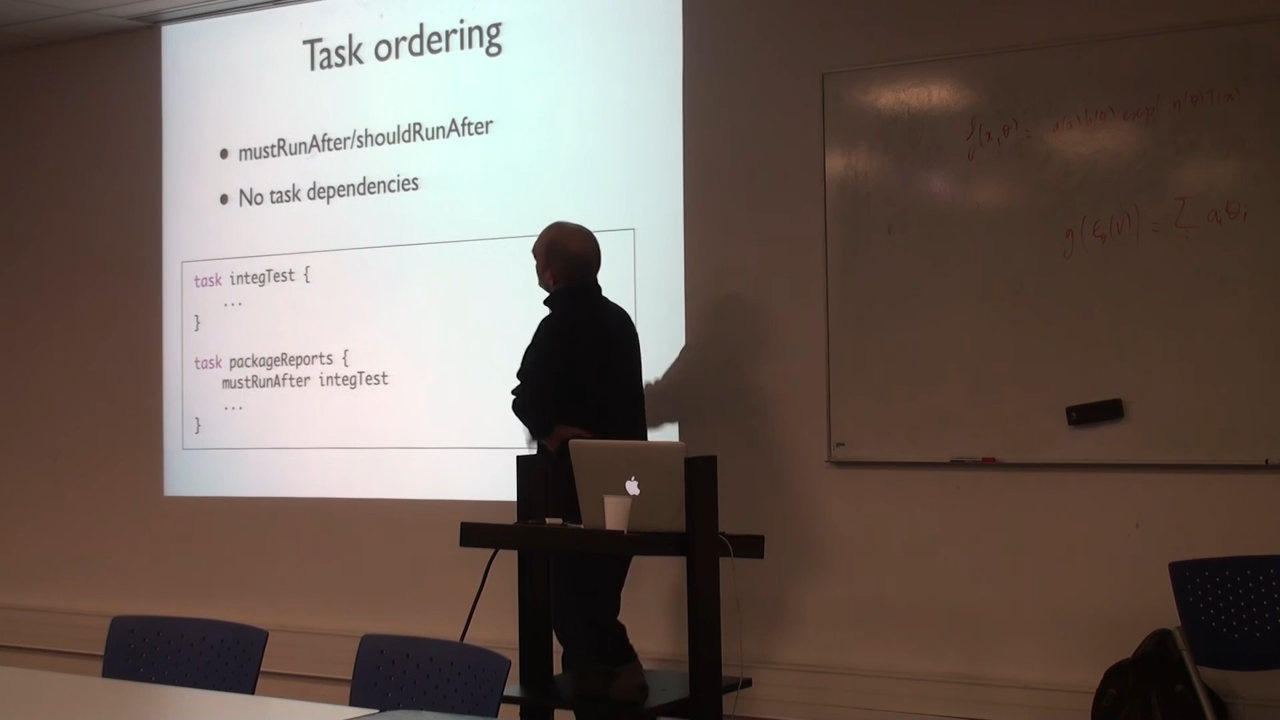 Task ordering
• mustRunAfter/shouldRunAfter
• No task dependencies
task integTest {
...
}
task packageReports {
mustRunAfter integTest
...
}